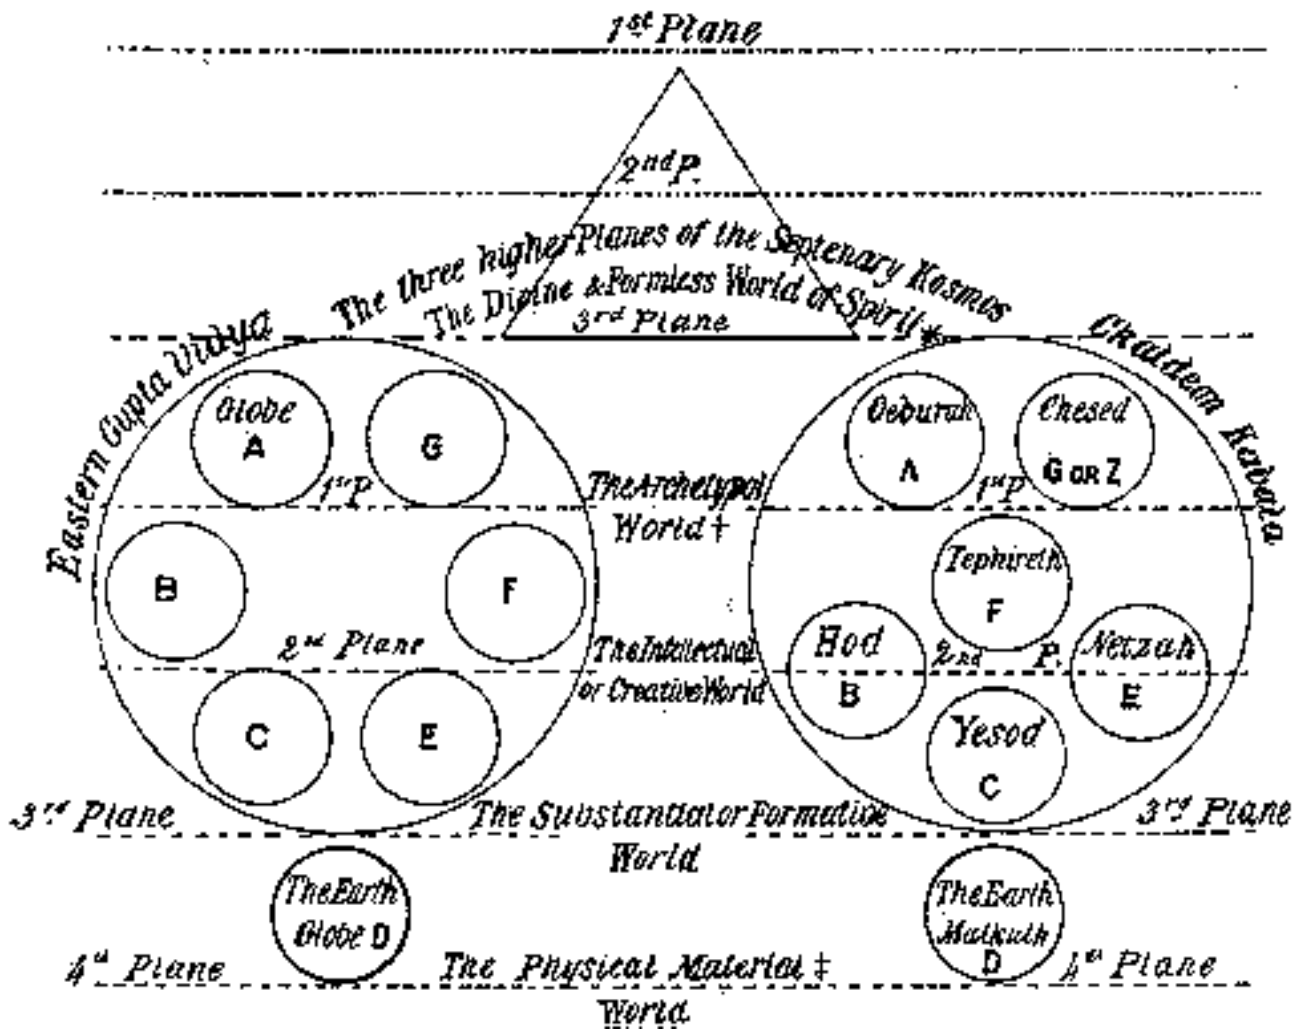 1st Plane
2nd P.
The three higher Planes of the Septenary Kosmos
The Divine & Formless World of Spirit*
3rd Plane
Eastern Gupta Vidya
Chaldean Kabala
Globe
A
G
1st P.
The Archetypal
World †
Geburah
A
Chesed
G OR Z
1st P.
B
F
Tephireth
F
2nd Plane
The Intellectual
or Creative World
Hod
B
2nd P.
Netzah
E
C
E
Yesod
C
3rd Plane
The Substantial or Formative
World
3rd Plane
The Earth
Globe D
The Earth
Malkuth
D
4th Plane
The Physical Material ‡
World
4th Plane